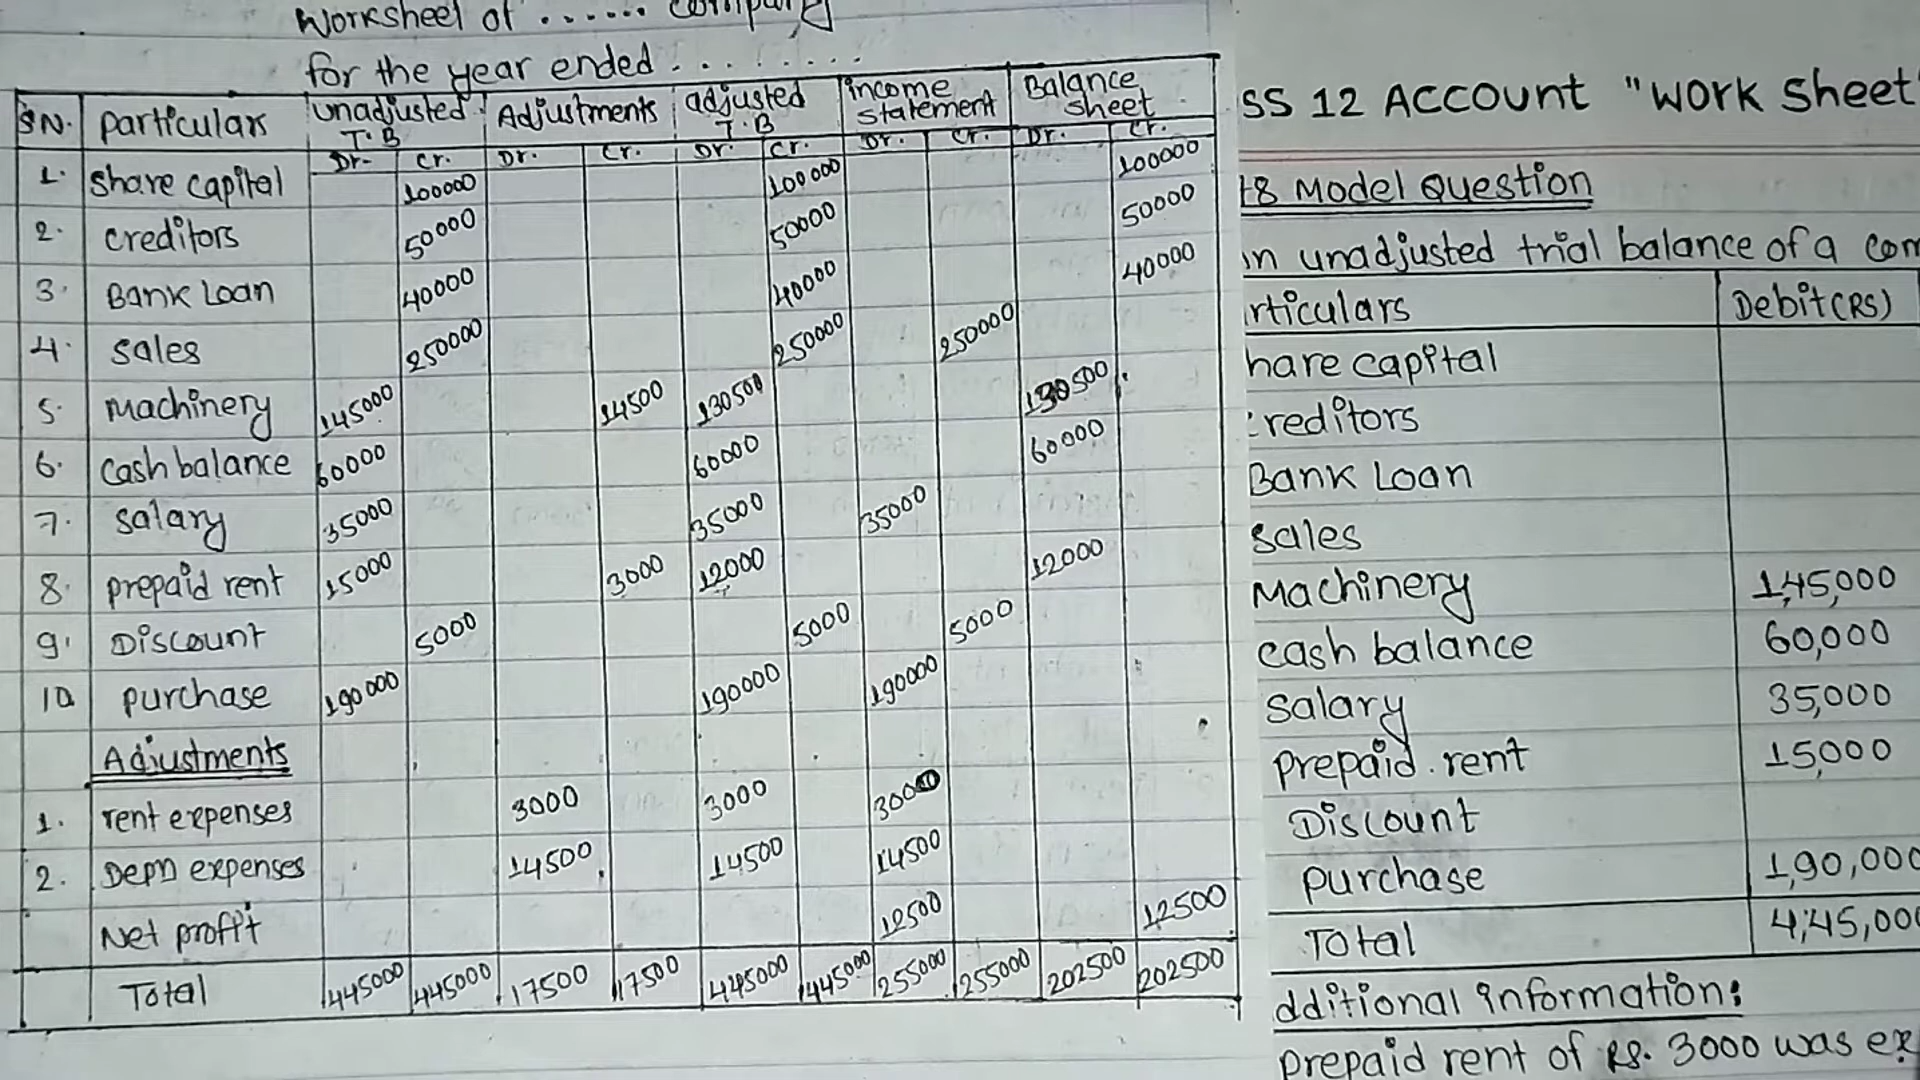 Worksheet of ...... company
for the year ended ........
S.N. particulars unadjusted T.B Adjustments adjusted T.B income statement Balance sheet
Dr. Cr. Dr. Cr. Dr. Cr. Dr. Cr. Dr. Cr.
1. share capital 100000 100000 100000
2. creditors 50000 50000 50000
3. Bank Loan 40000 40000 40000
4. sales 250000 250000 250000
5. Machinery 145000 14500 130500 130500
6. cash balance 60000 60000 60000
7. salary 35000 35000 35000
8. prepaid rent 15000 3000 12000 12000
9. Discount 5000 5000 5000
10 purchase 190000 190000 190000
Adjustments
1. rent expenses 3000 3000 3000
2. Depn expenses 14500 14500 14500
Net profit 12500 12500
Total 445000 445000 17500 17500 445000 445000 255000 255000 202500 202500
SS 12 ACCOUNT "WORK Sheet"
8 Model Question
n unadjusted trial balance of a com
rticulars Debit(RS)
hare capital
reditors
Bank Loan
sales
Machinery 1,45,000
cash balance 60,000
salary 35,000
prepaid rent 15,000
Discount
purchase 1,90,000
Total 4,45,000
dditional information:
prepaid rent of Rs. 3000 was ex